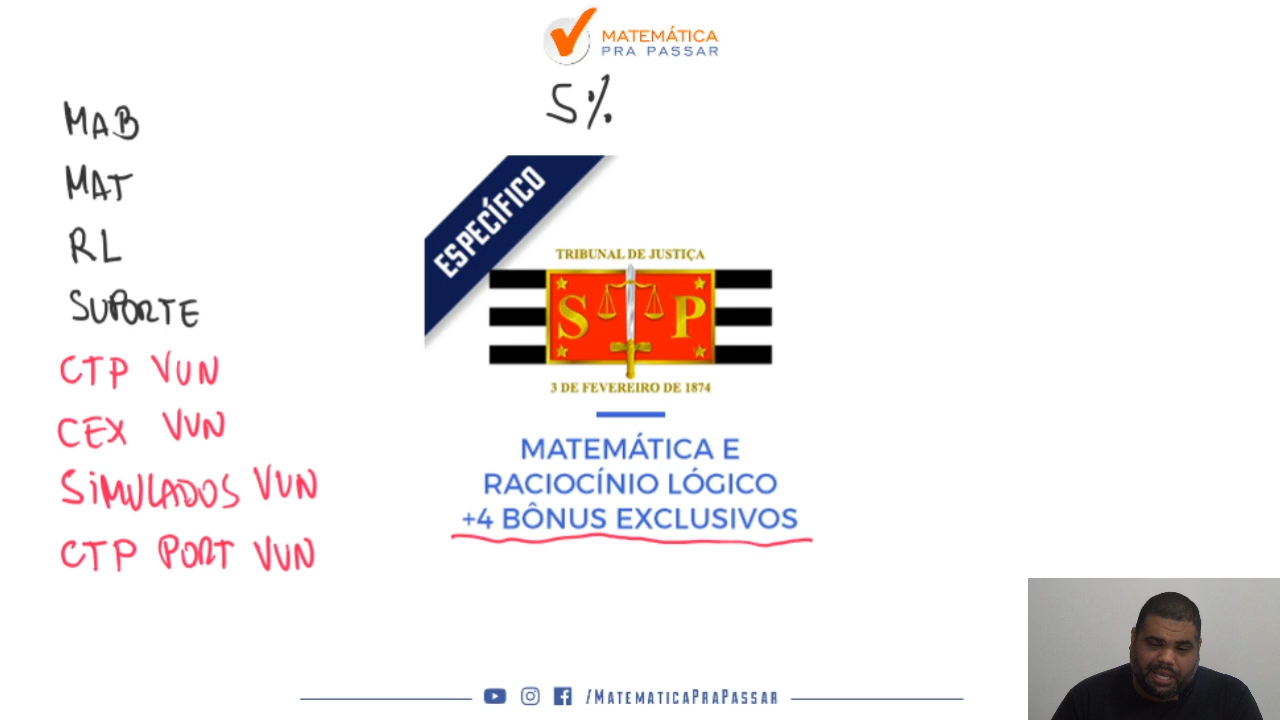 MATEMÁTICA
PRA PASSAR
5%
MAB
MAT
RL
SUPORTE
CTP VUN
CEX VUN
SIMULADOS VUN
CTP PORT VUN
ESPECÍFICO
TRIBUNAL DE JUSTIÇA
S P
3 DE FEVEREIRO DE 1874
MATEMÁTICA E
RACIOCÍNIO LÓGICO
+4 BÔNUS EXCLUSIVOS
/MATEMATICAPRAPASSAR